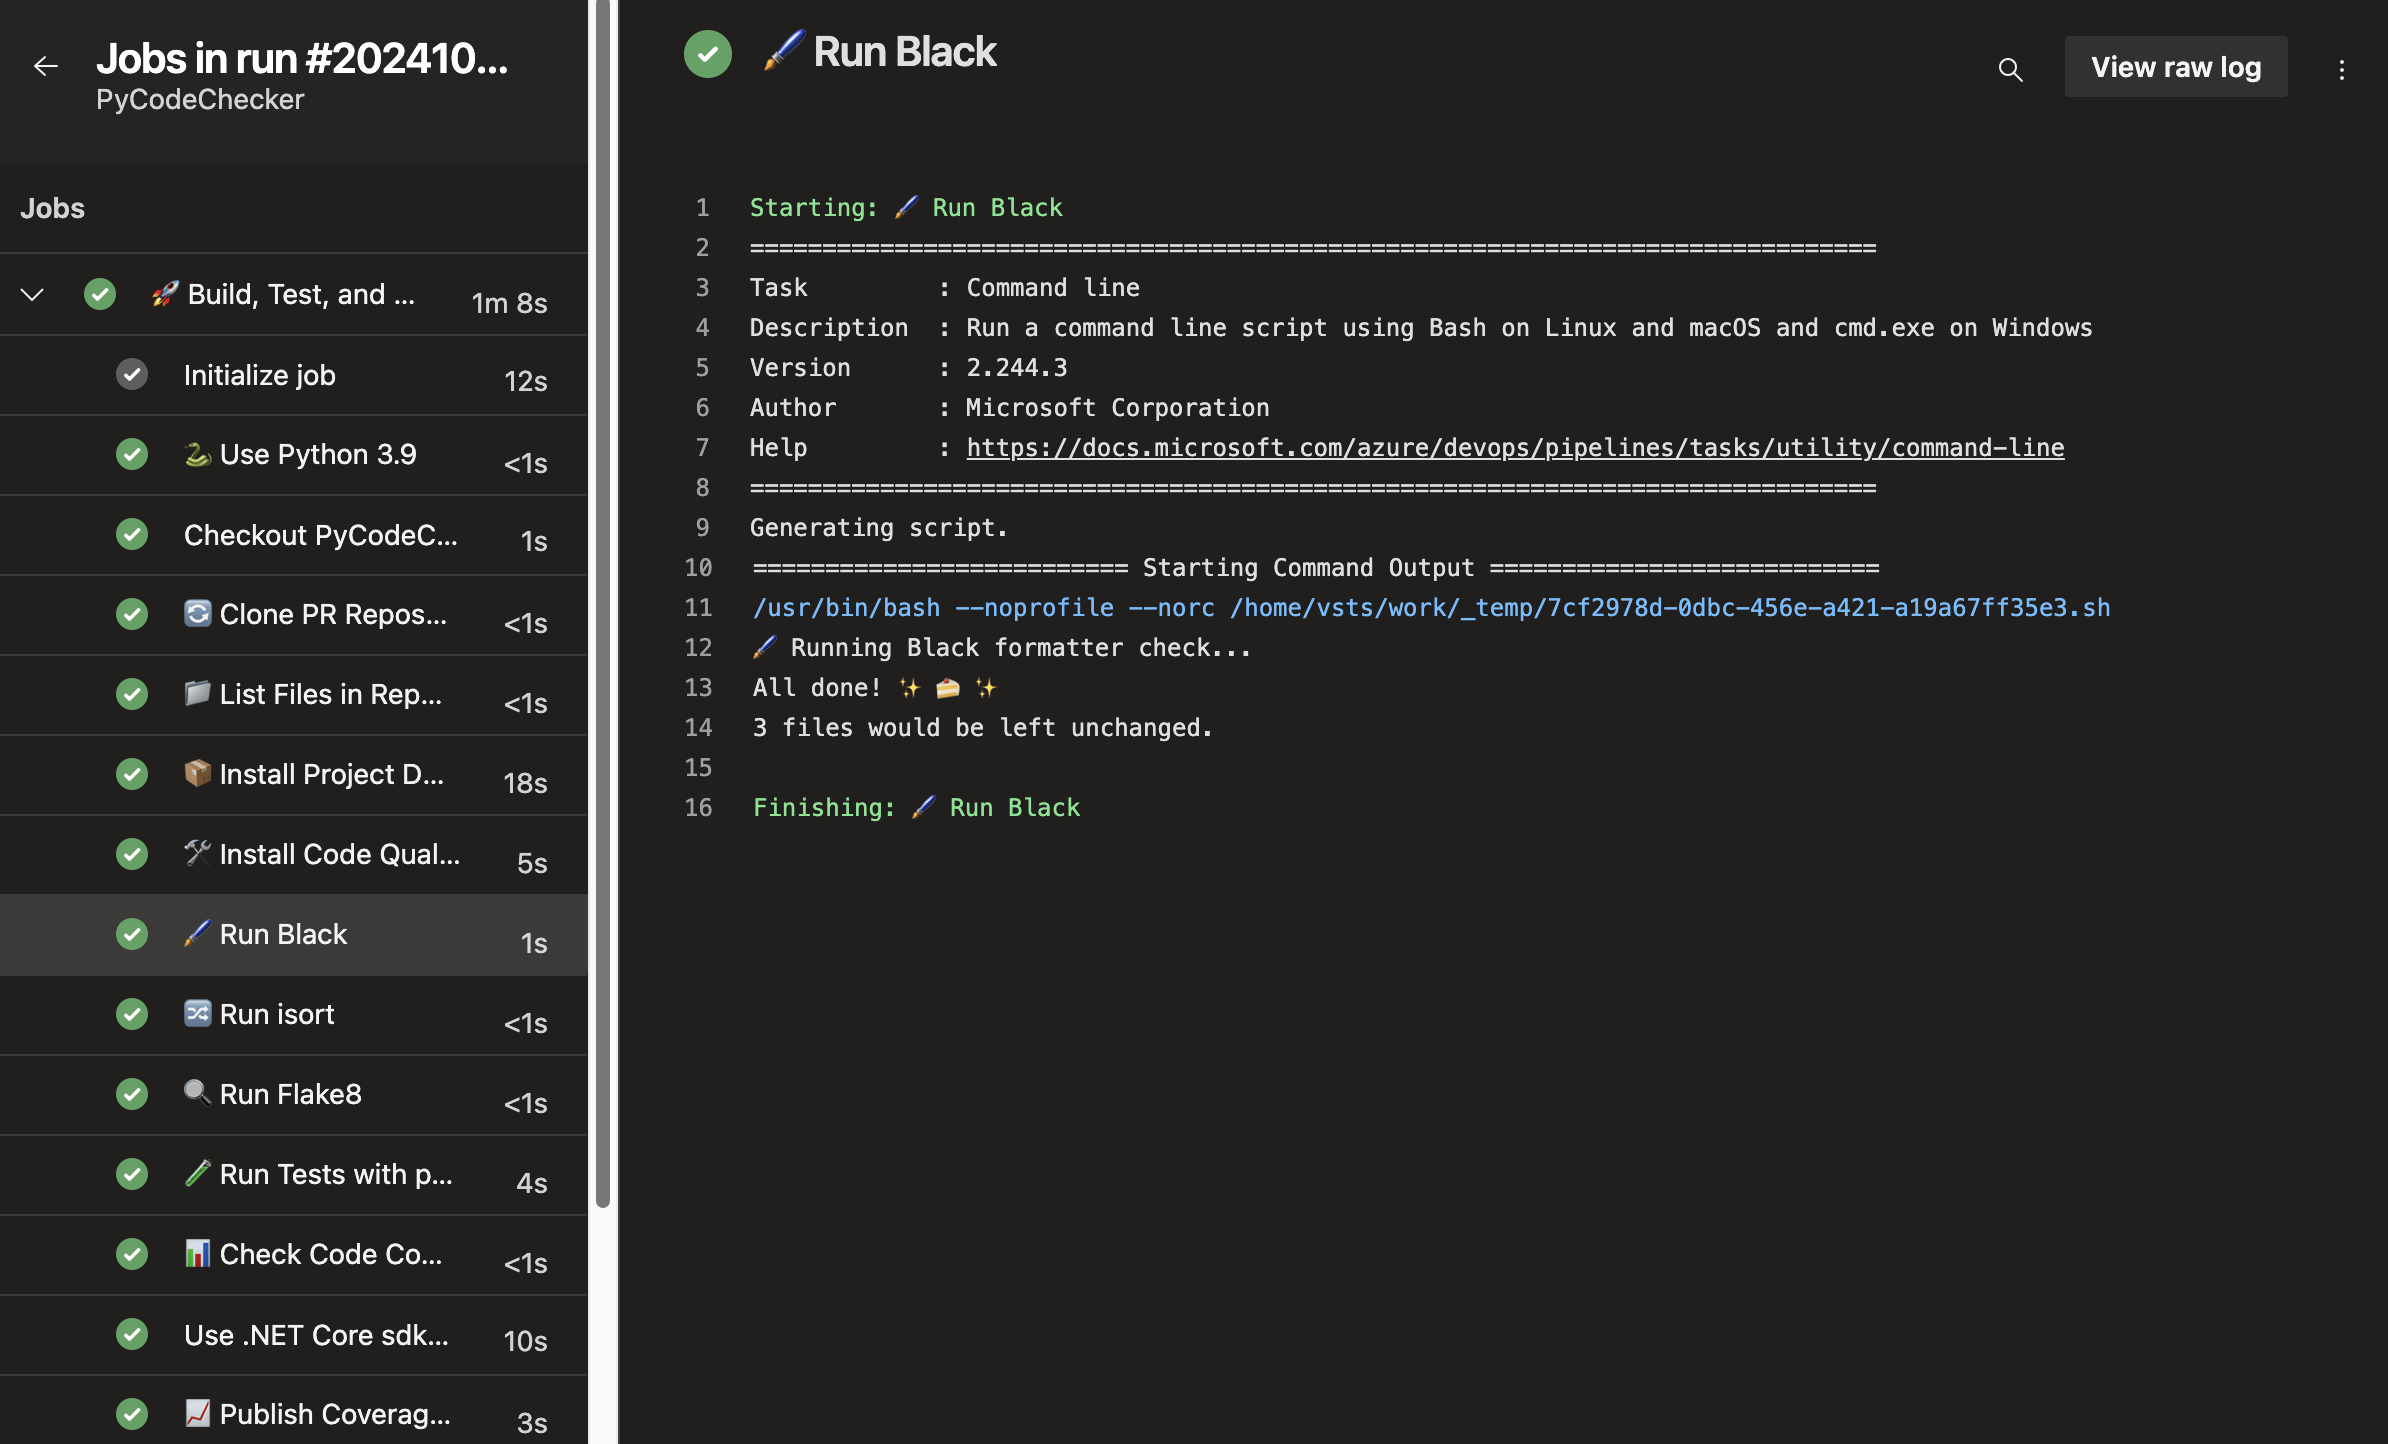 Jobs in run #202410...
PyCodeChecker
Jobs
🚀 Build, Test, and ... 1m 8s
Initialize job 12s
🐍 Use Python 3.9 <1s
Checkout PyCodeC... 1s
🔄 Clone PR Repos... <1s
📁 List Files in Rep... <1s
📦 Install Project D... 18s
🛠 Install Code Qual... 5s
🖌 Run Black 1s
🔀 Run isort <1s
🔍 Run Flake8 <1s
🧪 Run Tests with p... 4s
📊 Check Code Co... <1s
Use .NET Core sdk... 10s
📈 Publish Coverag... 3s
🖌 Run Black
View raw log
1 Starting: 🖌 Run Black
2 ==============================================================================
3 Task : Command line
4 Description : Run a command line script using Bash on Linux and macOS and cmd.exe on Windows
5 Version : 2.244.3
6 Author : Microsoft Corporation
7 Help : https://docs.microsoft.com/azure/devops/pipelines/tasks/utility/command-line
8 ==============================================================================
9 Generating script.
10 ========================== Starting Command Output ===========================
11 /usr/bin/bash --noprofile --norc /home/vsts/work/_temp/7cf2978d-0dbc-456e-a421-a19a67ff35e3.sh
12 🖌 Running Black formatter check...
13 All done! ✨ 🍰 ✨
14 3 files would be left unchanged.
15
16 Finishing: 🖌 Run Black